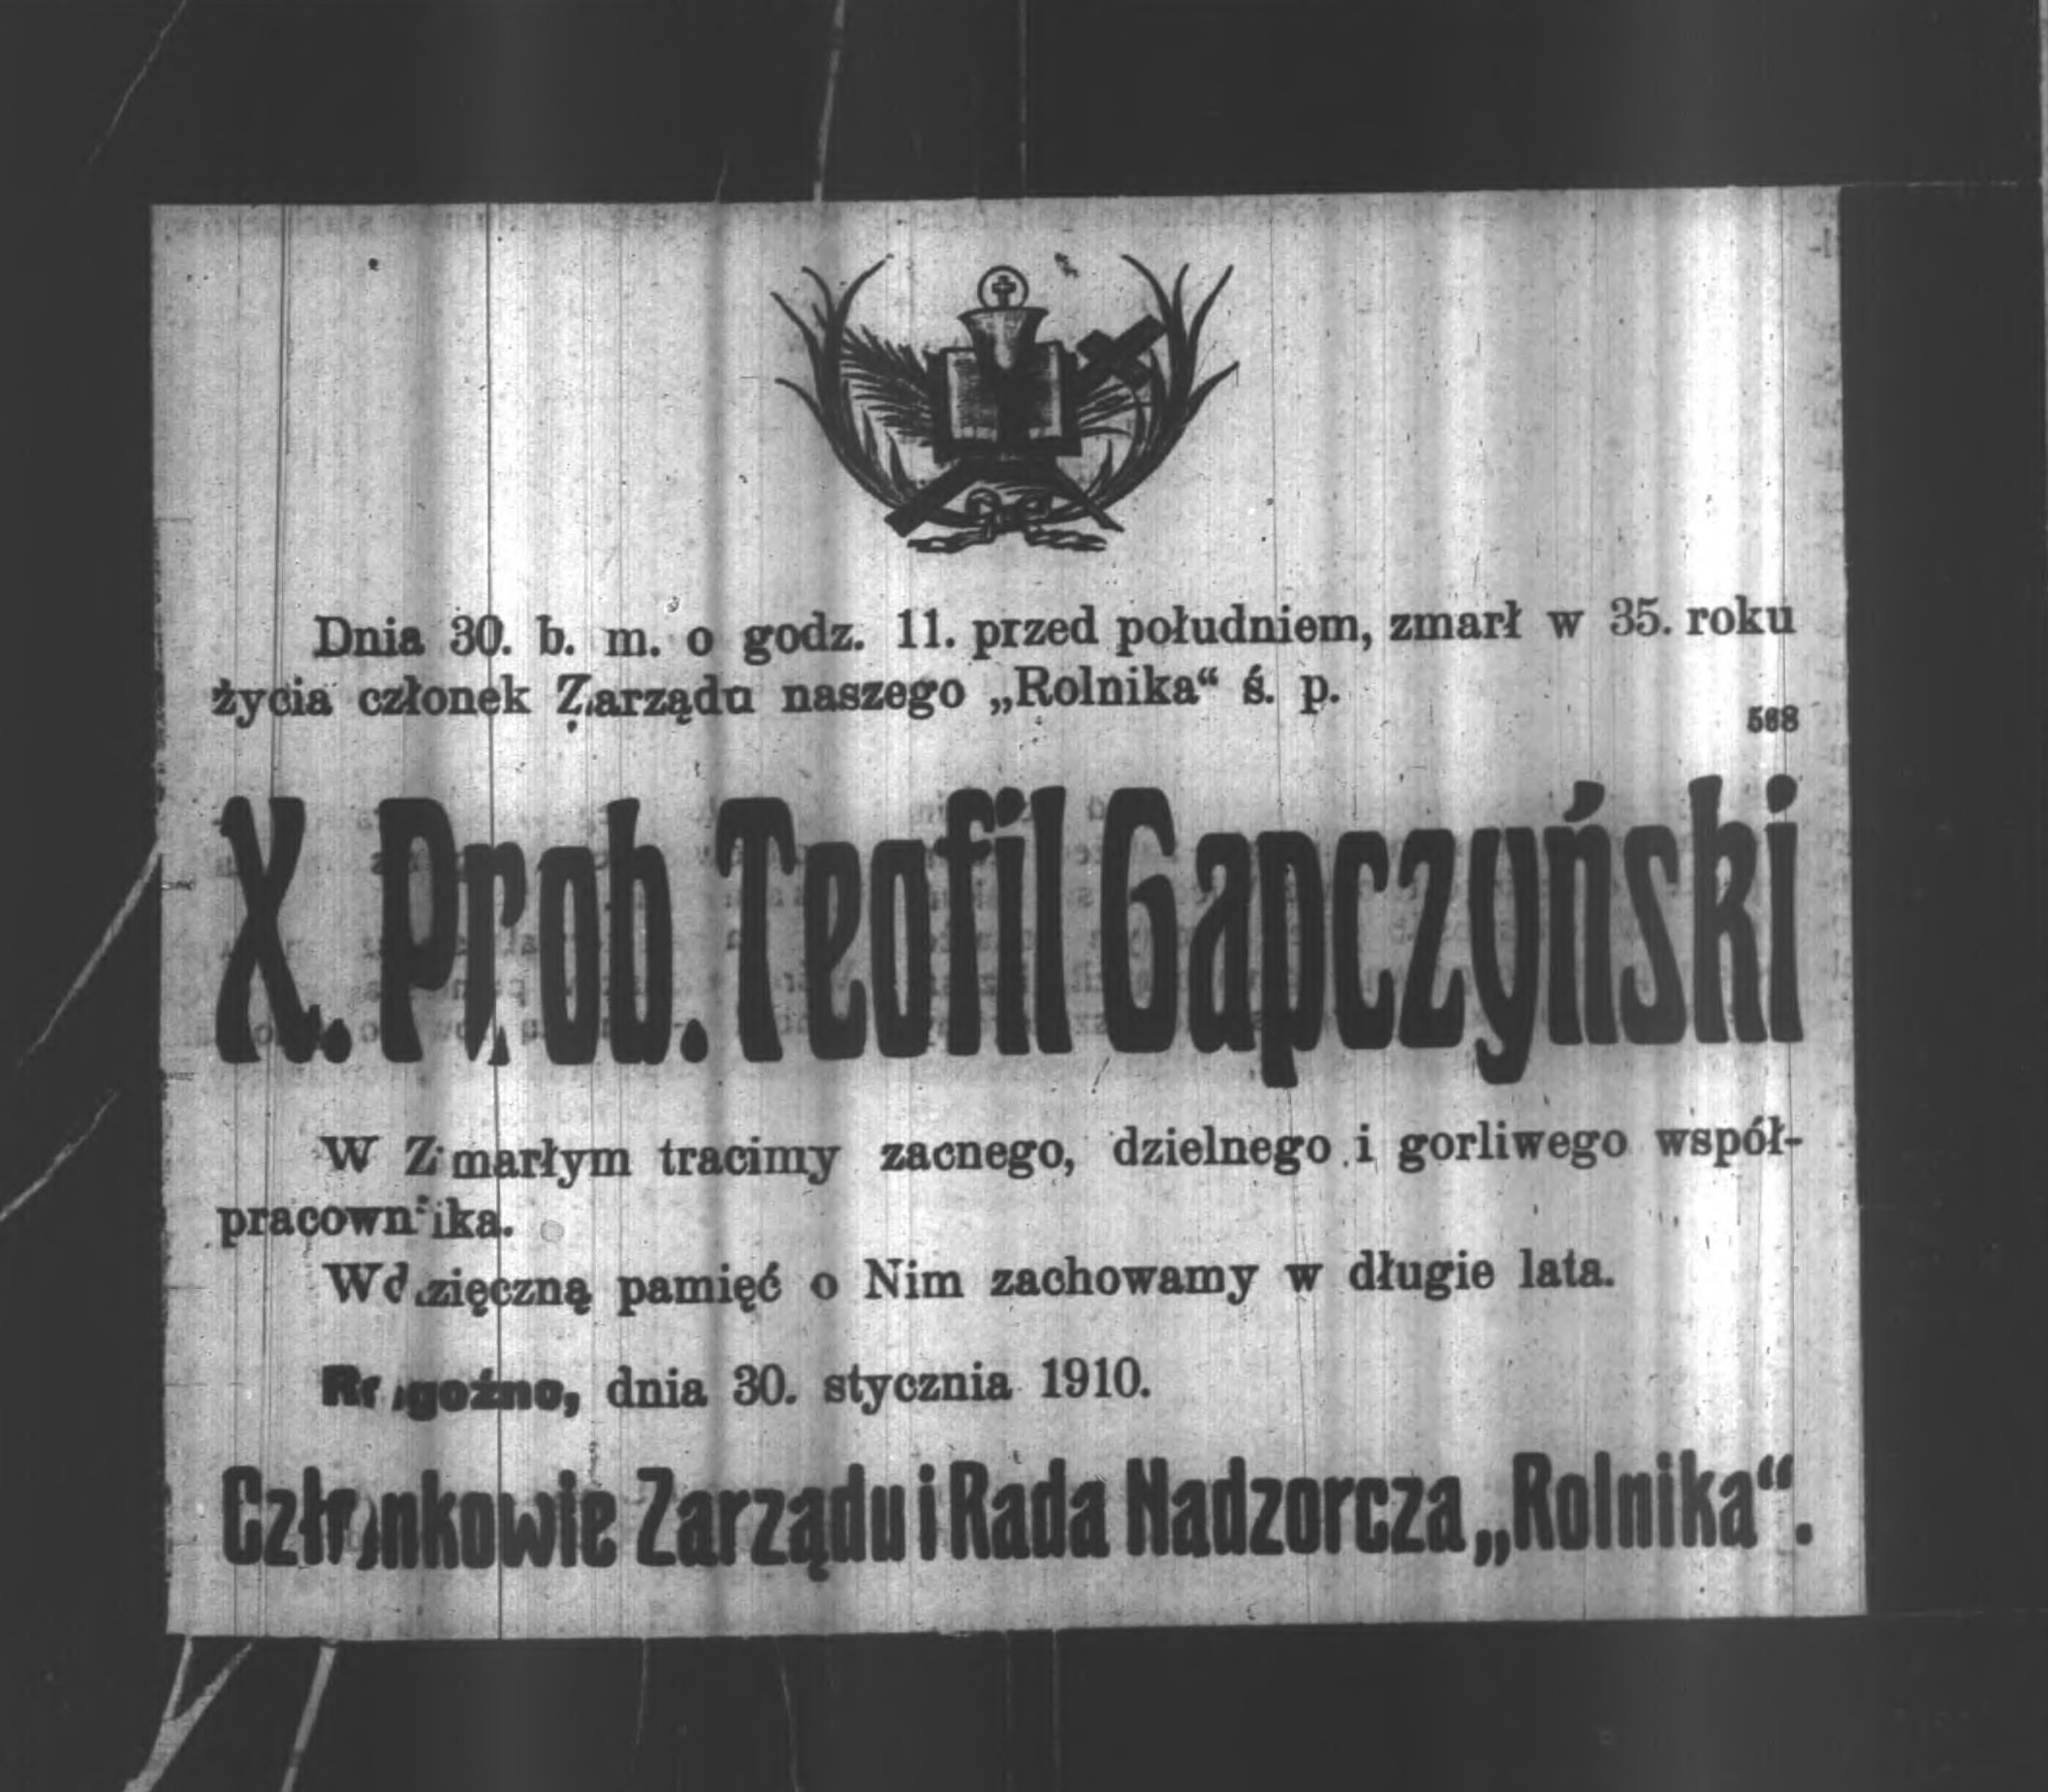 Dnia 30. b. m. o godz. 11. przed południem, zmarł w 35. roku
życia członek Zarządu naszego „Rolnika“ ś. p.
568
X. Prob. Teofil Gapczyński
W Zmarłym tracimy zacnego, dzielnego i gorliwego współ-
pracownika.
Wdzięczną pamięć o Nim zachowamy w długie lata.
Rogoźno, dnia 30. stycznia 1910.
Członkowie Zarządu i Rada Nadzorcza „Rolnika“.